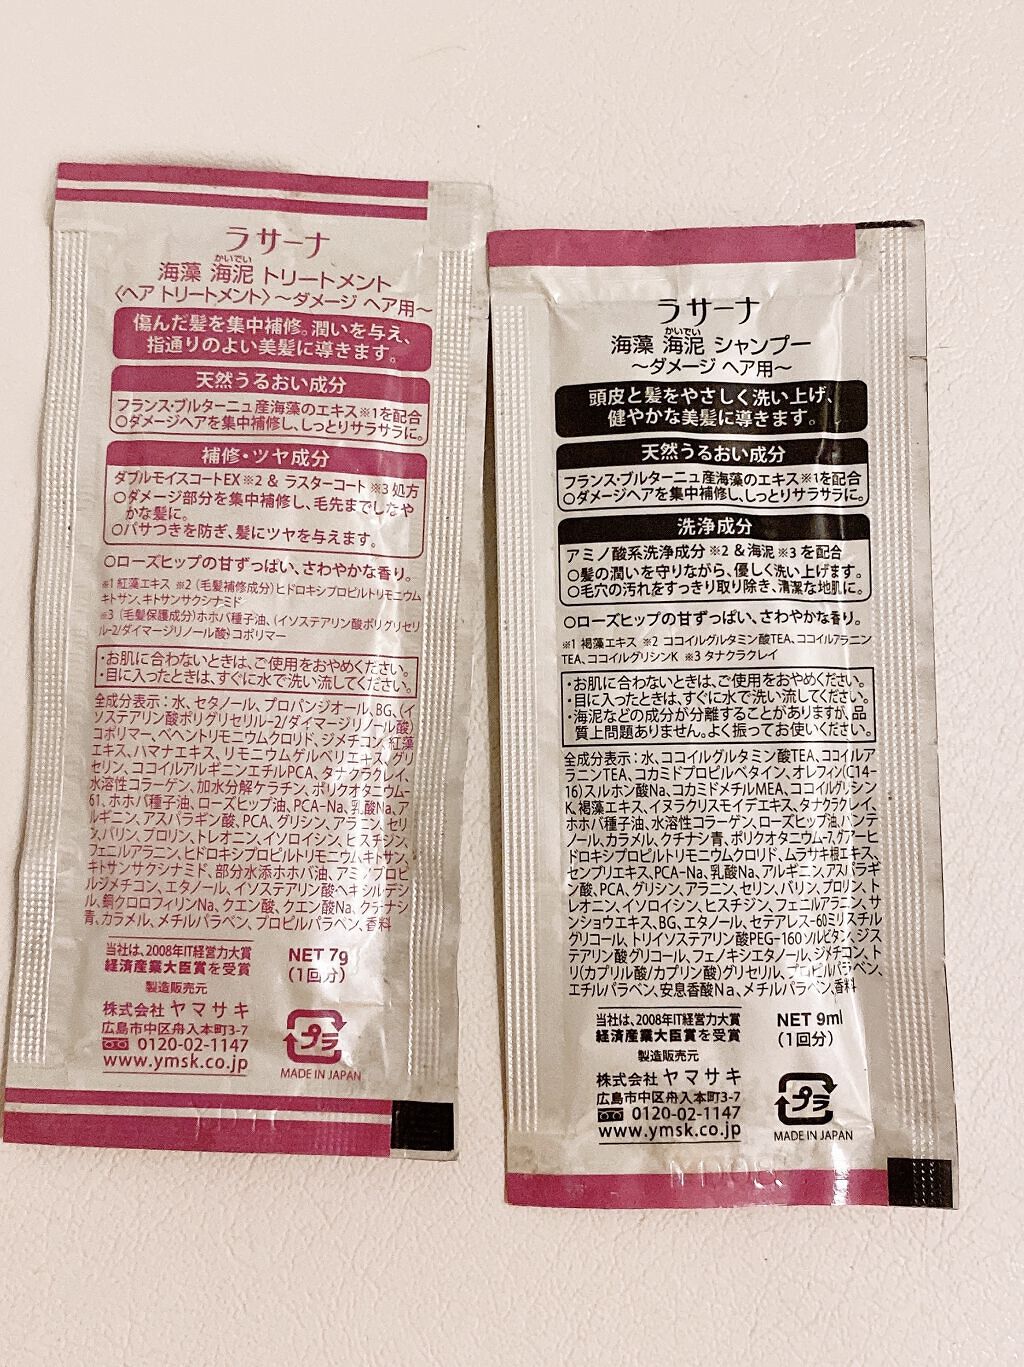 ラサーナ
かいでい
海藻 海泥 トリートメント
〈ヘア トリートメント〉～ダメージ ヘア用～
傷んだ髪を集中補修。潤いを与え、
指通りのよい美髪に導きます。
天然うるおい成分
フランス・ブルターニュ産海藻のエキス※1を配合
○ダメージヘアを集中補修し、しっとりサラサラに。
補修・ツヤ成分
ダブルモイスコートEX※2 & ラスターコート ※3 処方
○ダメージ部分を集中補修し、毛先までしなや
かな髪に。
○パサつきを防ぎ、髪にツヤを与えます。
○ローズヒップの甘ずっぱい、さわやかな香り。
※1 紅藻エキス ※2 (毛髪補修成分)ヒドロキシプロピルトリモニウム
キトサン、キトサンサクシナミド
※3 (毛髪保護成分)ホホバ種子油、(イソステアリン酸ポリグリセリ
ル-2/ダイマージリノール酸)コポリマー
・お肌に合わないときは、ご使用をおやめください。
・目に入ったときは、すぐに水で洗い流してください。
全成分表示：水、セタノール、プロパンジオール、BG、(イ
ソステアリン酸ポリグリセリル-2/ダイマージリノール酸)
コポリマー、ベヘントリモニウムクロリド、ジメチコン、紅藻
エキス、ハマナエキス、リモニウムゲルベリエキス、グリ
セリン、ココイルアルギニンエチルPCA、タナクラクレイ、
水溶性コラーゲン、加水分解ケラチン、ポリクオタニウム-
61、ホホバ種子油、ローズヒップ油、PCA-Na、乳酸Na、ア
ルギニン、アスパラギン酸、PCA、グリシン、アラニン、セリ
ン、バリン、プロリン、トレオニン、イソロイシン、ヒスチジン、
フェニルアラニン、ヒドロキシプロピルトリモニウムキトサン、
キトサンサクシナミド、部分水添ホホバ油、アミノプロピ
ルジメチコン、エタノール、イソステアリン酸ヘキシルデシ
ル、銅クロロフィリンNa、クエン酸、クエン酸Na、クチナシ
青、カラメル、メチルパラベン、プロピルパラベン、香料
当社は、2008年IT経営力大賞
経済産業大臣賞を受賞
製造販売元
株式会社 ヤマサキ
広島市中区舟入本町3-7
0120-02-1147
www.ymsk.co.jp
NET 7g
(1回分)
プラ
MADE IN JAPAN
ラサーナ
かいでい
海藻 海泥 シャンプー
～ダメージ ヘア用～
頭皮と髪をやさしく洗い上げ、
健やかな美髪に導きます。
天然うるおい成分
フランス・ブルターニュ産海藻のエキス※1を配合
○ダメージヘアを集中補修し、しっとりサラサラに。
洗浄成分
アミノ酸系洗浄成分 ※2 & 海泥 ※3 を配合
○髪の潤いを守りながら、優しく洗い上げます。
○毛穴の汚れをすっきり取り除き、清潔な地肌に。
○ローズヒップの甘ずっぱい、さわやかな香り。
※1 褐藻エキス ※2 ココイルグルタミン酸TEA、ココイルアラニン
TEA、ココイルグリシンK ※3 タナクラクレイ
・お肌に合わないときは、ご使用をおやめください。
・目に入ったときは、すぐに水で洗い流してください。
・海泥などの成分が分離することがありますが、品
質上問題ありません。よく振ってお使いください。
全成分表示：水、ココイルグルタミン酸TEA、ココイルア
ラニンTEA、コカミドプロピルベタイン、オレフィン(C14-
16)スルホン酸Na、コカミドメチルMEA、ココイルグリシン
K、褐藻エキス、イヌラクリスモイデエキス、タナクラクレイ、
ホホバ種子油、水溶性コラーゲン、ローズヒップ油、パンテ
ノール、カラメル、クチナシ青、ポリクオタニウム-7、グアーヒ
ドロキシプロピルトリモニウムクロリド、ムラサキ根エキス、
センブリエキス、PCA-Na、乳酸Na、アルギニン、アスパラギ
ン酸、PCA、グリシン、アラニン、セリン、バリン、プロリン、ト
レオニン、イソロイシン、ヒスチジン、フェニルアラニン、サ
ンショウエキス、BG、エタノール、セテアレス-60ミリスチル
グリコール、トリイソステアリン酸PEG-160ソルビタン、ジス
テアリン酸グリコール、フェノキシエタノール、ジメチコン、ト
リ(カプリル酸/カプリン酸)グリセリル、プロピルパラベン、
エチルパラベン、安息香酸Na、メチルパラベン、香料
当社は、2008年IT経営力大賞
経済産業大臣賞を受賞
製造販売元
株式会社 ヤマサキ
広島市中区舟入本町3-7
0120-02-1147
www.ymsk.co.jp
NET 9ml
(1回分)
プラ
MADE IN JAPAN